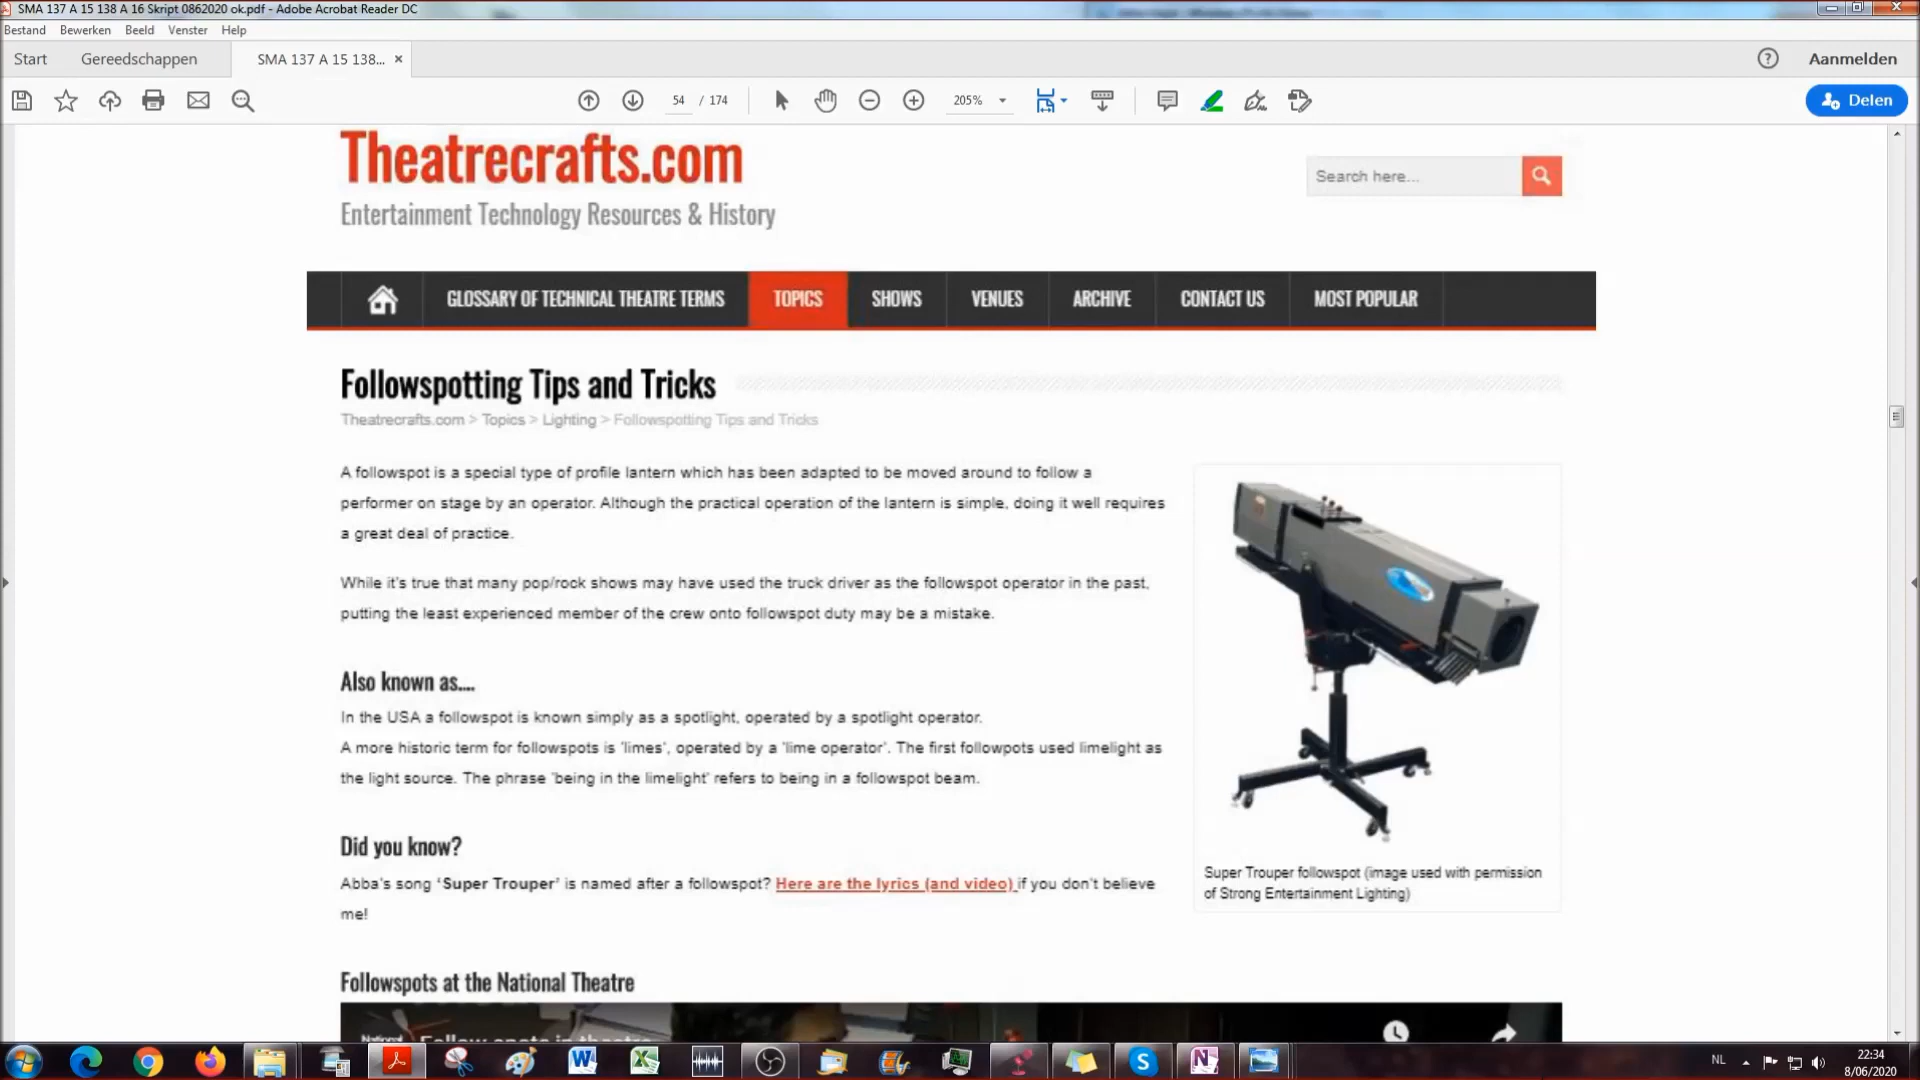 SMA 137 A 15 138 A 16 Skript 0862020 ok.pdf - Adobe Acrobat Reader DC
Bestand Bewerken Beeld Venster Help
Start Gereedschappen SMA 137 A 15 138... × Aanmelden
54 / 174 205% Delen
Theatrecrafts.com
Search here...
Entertainment Technology Resources & History
GLOSSARY OF TECHNICAL THEATRE TERMS TOPICS SHOWS VENUES ARCHIVE CONTACT US MOST POPULAR
Followspotting Tips and Tricks
Theatrecrafts.com > Topics > Lighting > Followspotting Tips and Tricks
A followspot is a special type of profile lantern which has been adapted to be moved around to follow a
performer on stage by an operator. Although the practical operation of the lantern is simple, doing it well requires
a great deal of practice.
While it's true that many pop/rock shows may have used the truck driver as the followspot operator in the past,
putting the least experienced member of the crew onto followspot duty may be a mistake.
Also known as....
In the USA a followspot is known simply as a spotlight, operated by a spotlight operator.
A more historic term for followspots is 'limes', operated by a 'lime operator'. The first followpots used limelight as
the light source. The phrase 'being in the limelight' refers to being in a followspot beam.
Did you know?
Abba's song 'Super Trouper' is named after a followspot? Here are the lyrics (and video) if you don't believe
me!
Super Trouper followspot (image used with permission
of Strong Entertainment Lighting)
Followspots at the National Theatre
National Follow spots in theatre
NL 22:34
8/06/2020